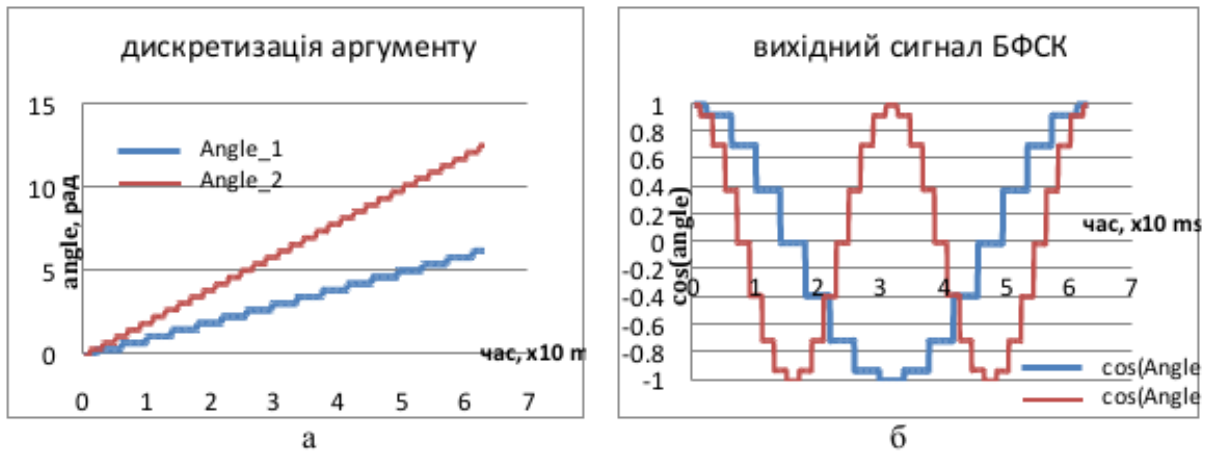 дискретизація аргументу
15
10
5
0
angle, рад
Angle_1
Angle_2
час, x10 m
0 1 2 3 4 5 6 7
а
вихідний сигнал БФСК
1
0.8
0.6
0.4
0.2
0
-0.2
-0.4
-0.6
-0.8
-1
cos(angle)
час, x10 ms
0 1 2 3 4 5 6 7
cos(Angle
cos(Angle
б